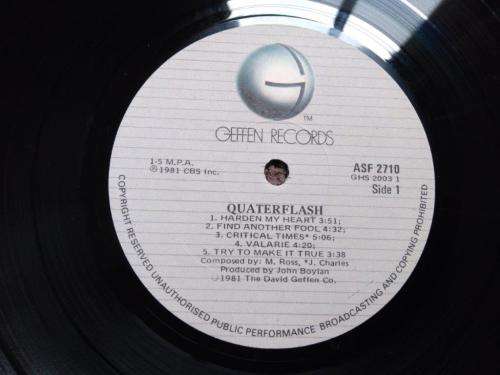 TM
GEFFEN RECORDS
1-5 M.P.A.
℗1981 CBS Inc.
ASF 2710
GHS 2003 1
Side 1
QUATERFLASH
1. HARDEN MY HEART 3:51;
2. FIND ANOTHER FOOL 4:32;
3. CRITICAL TIMES* 5:06;
4. VALARIE 4:20;
5. TRY TO MAKE IT TRUE 3:38
Composed by: M. Ross, *J. Charles
Produced by John Boylan
©1981 The David Geffen Co.
COPYRIGHT RESERVED UNAUTHORISED PUBLIC PERFORMANCE BROADCASTING AND COPYING PROHIBITED